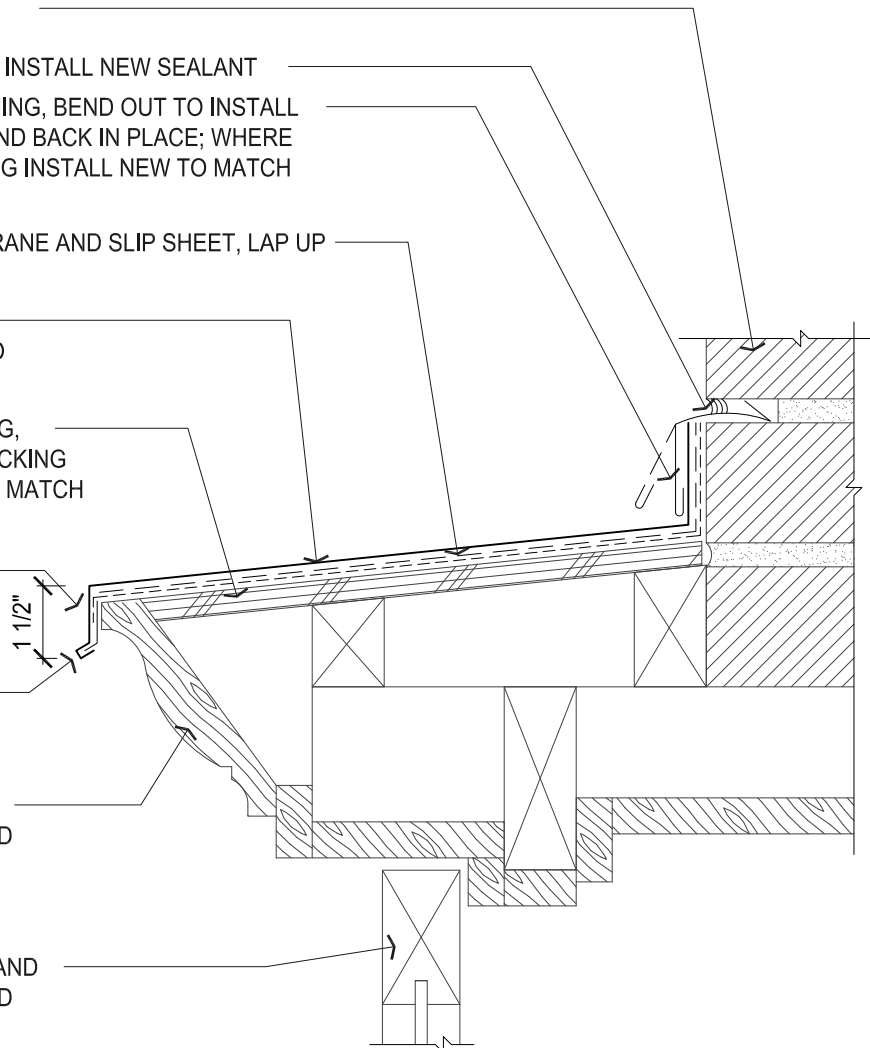 INSTALL NEW SEALANT
ING, BEND OUT TO INSTALL
ND BACK IN PLACE; WHERE
G INSTALL NEW TO MATCH
RANE AND SLIP SHEET, LAP UP
D
G,
CKING
MATCH
1 1/2"
D
AND
D